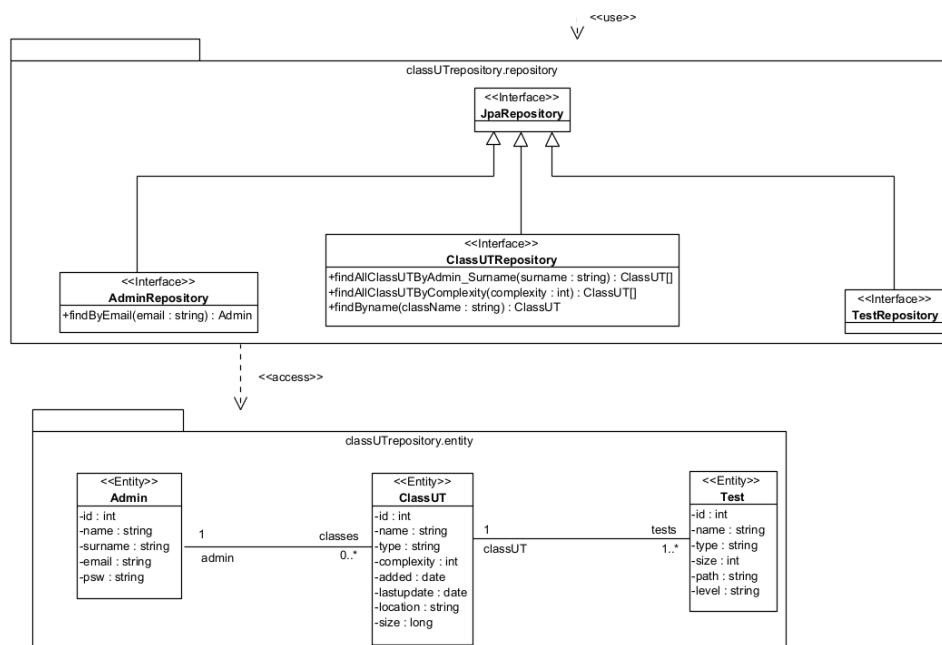 <<use>>
classUTrepository.repository
<<Interface>>
JpaRepository
<<Interface>>
ClassUTRepository
+findAllClassUTByAdmin_Surname(surname : string) : ClassUT[]
+findAllClassUTByComplexity(complexity : int) : ClassUT[]
+findByname(className : string) : ClassUT
<<Interface>>
AdminRepository
+findByEmail(email : string) : Admin
<<Interface>>
TestRepository
<<access>>
classUTrepository.entity
<<Entity>>
Admin
-id : int
-name : string
-surname : string
-email : string
-psw : string
1
admin
classes
0..*
<<Entity>>
ClassUT
-id : int
-name : string
-type : string
-complexity : int
-added : date
-lastupdate : date
-location : string
-size : long
1
classUT
tests
1..*
<<Entity>>
Test
-id : int
-name : string
-type : string
-size : int
-path : string
-level : string